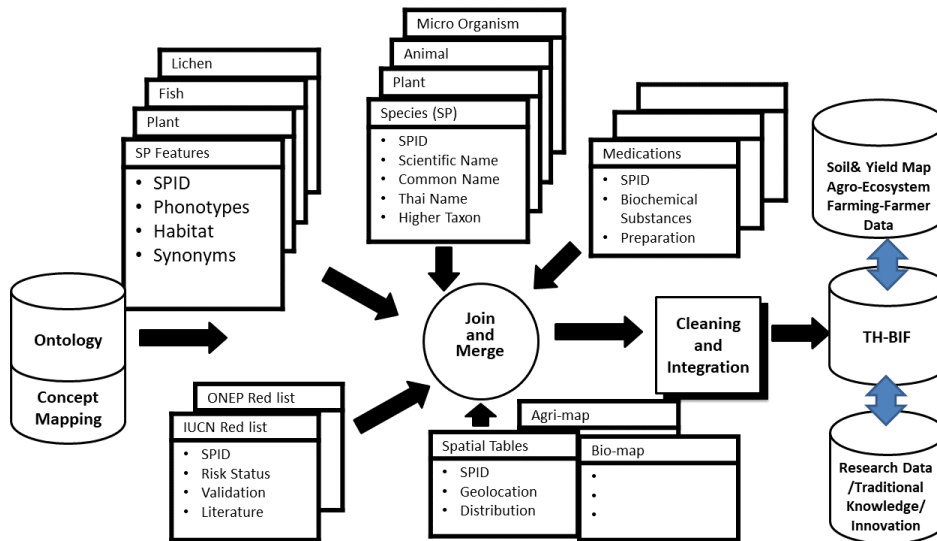 Lichen
Fish
Plant
SP Features
• SPID
• Phonotypes
• Habitat
• Synonyms
Micro Organism
Animal
Plant
Species (SP)
• SPID
• Scientific Name
• Common Name
• Thai Name
• Higher Taxon
Medications
• SPID
• Biochemical
Substances
• Preparation
Soil& Yield Map
Agro-Ecosystem
Farming-Farmer
Data
Ontology
Concept
Mapping
Join
and
Merge
Cleaning
and
Integration
TH-BIF
ONEP Red list
IUCN Red list
• SPID
• Risk Status
• Validation
• Literature
Agri-map
Spatial Tables
• SPID
• Geolocation
• Distribution
Bio-map
•
•
•
Research Data
/Traditional
Knowledge/
Innovation